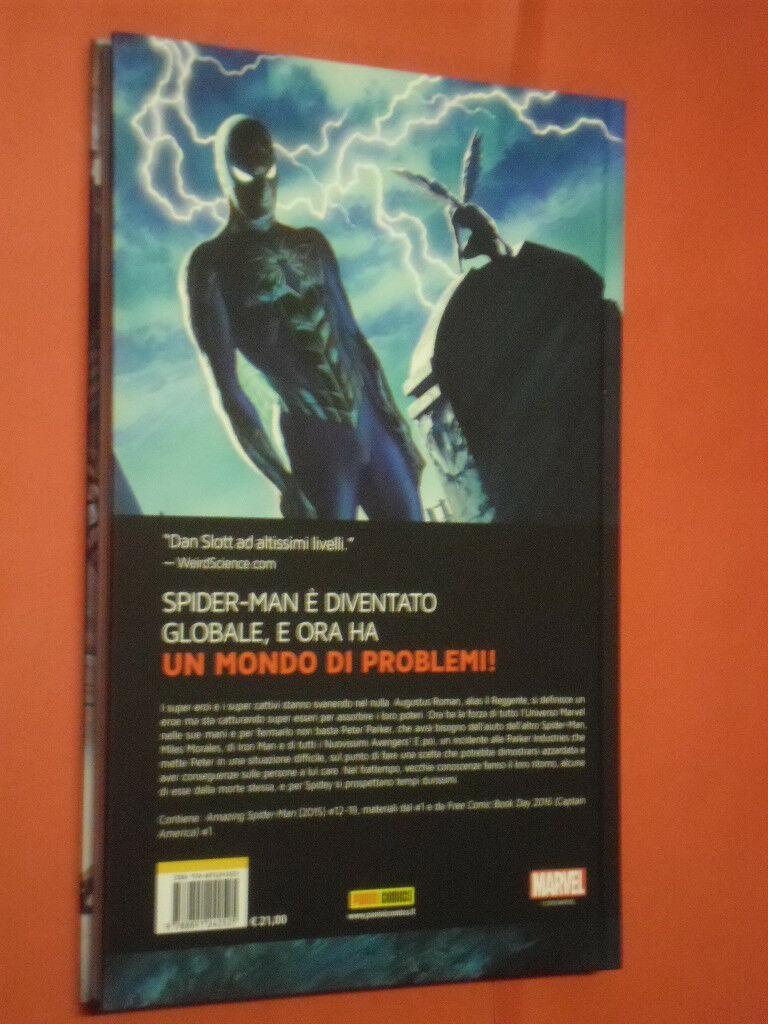 "Dan Slott ad altissimi livelli."
— WeirdScience.com
SPIDER-MAN È DIVENTATO
GLOBALE, E ORA HA
UN MONDO DI PROBLEMI!
I super eroi e i super cattivi stanno svanendo nel nulla. Augustus Roman, alias il Reggente, si definisce un
eroe ma sta catturando super esseri per assorbire i loro poteri. Ora ha la forza di tutto l'Universo Marvel
nelle sue mani e per fermarlo non basta Peter Parker, che avrà bisogno dell'aiuto dell'altro Spider-Man,
Miles Morales, di Iron Man e di tutti i Nuovissimi Avengers! E poi, un incidente alle Parker Industries che
mette Peter in una situazione difficile, sul punto di fare una scelta che potrebbe dimostrarsi azzardata e
aver conseguenze sulle persone a lui care. Nel frattempo, vecchie conoscenze fanno il loro ritorno, alcune
di esse dalla morte stessa, e per Spidey si prospettano tempi durissimi.
Contiene : Amazing Spider-Man (2015) #12-18, materiali dal #1 e da Free Comic Book Day 2016 (Captain
America) #1.
ISBN
€ 21,00
PANINI COMICS
www.paninicomics.it
MARVEL